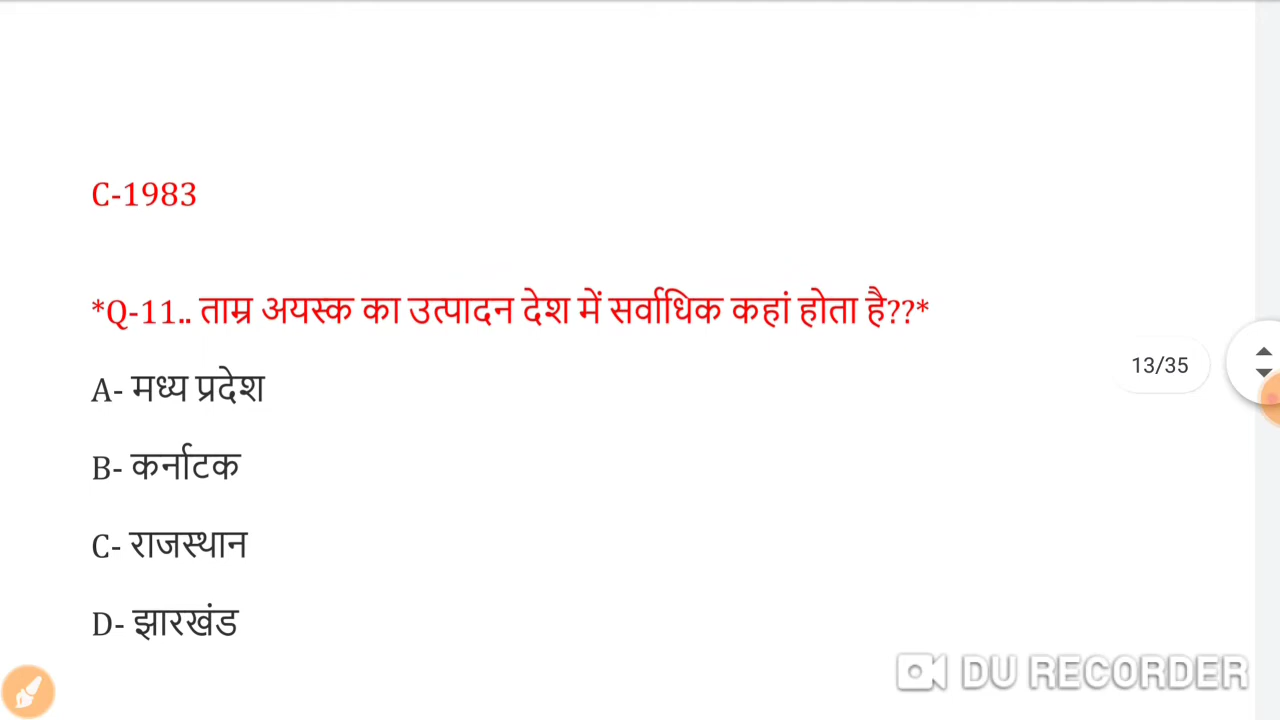 C-1983
*Q-11.. ताम्र अयस्क का उत्पादन देश में सर्वाधिक कहां होता है??*
13/35
A- मध्य प्रदेश
B- कर्नाटक
C- राजस्थान
D- झारखंड
DU RECORDER